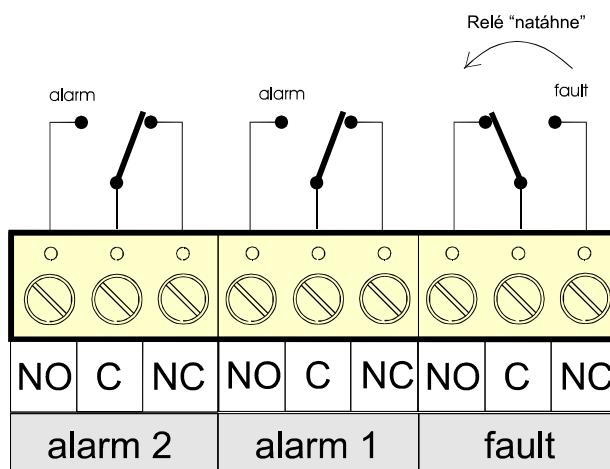 Relé “natáhne”
alarm
alarm
fault
NO C NC NO C NC NO C NC
alarm 2 alarm 1 fault